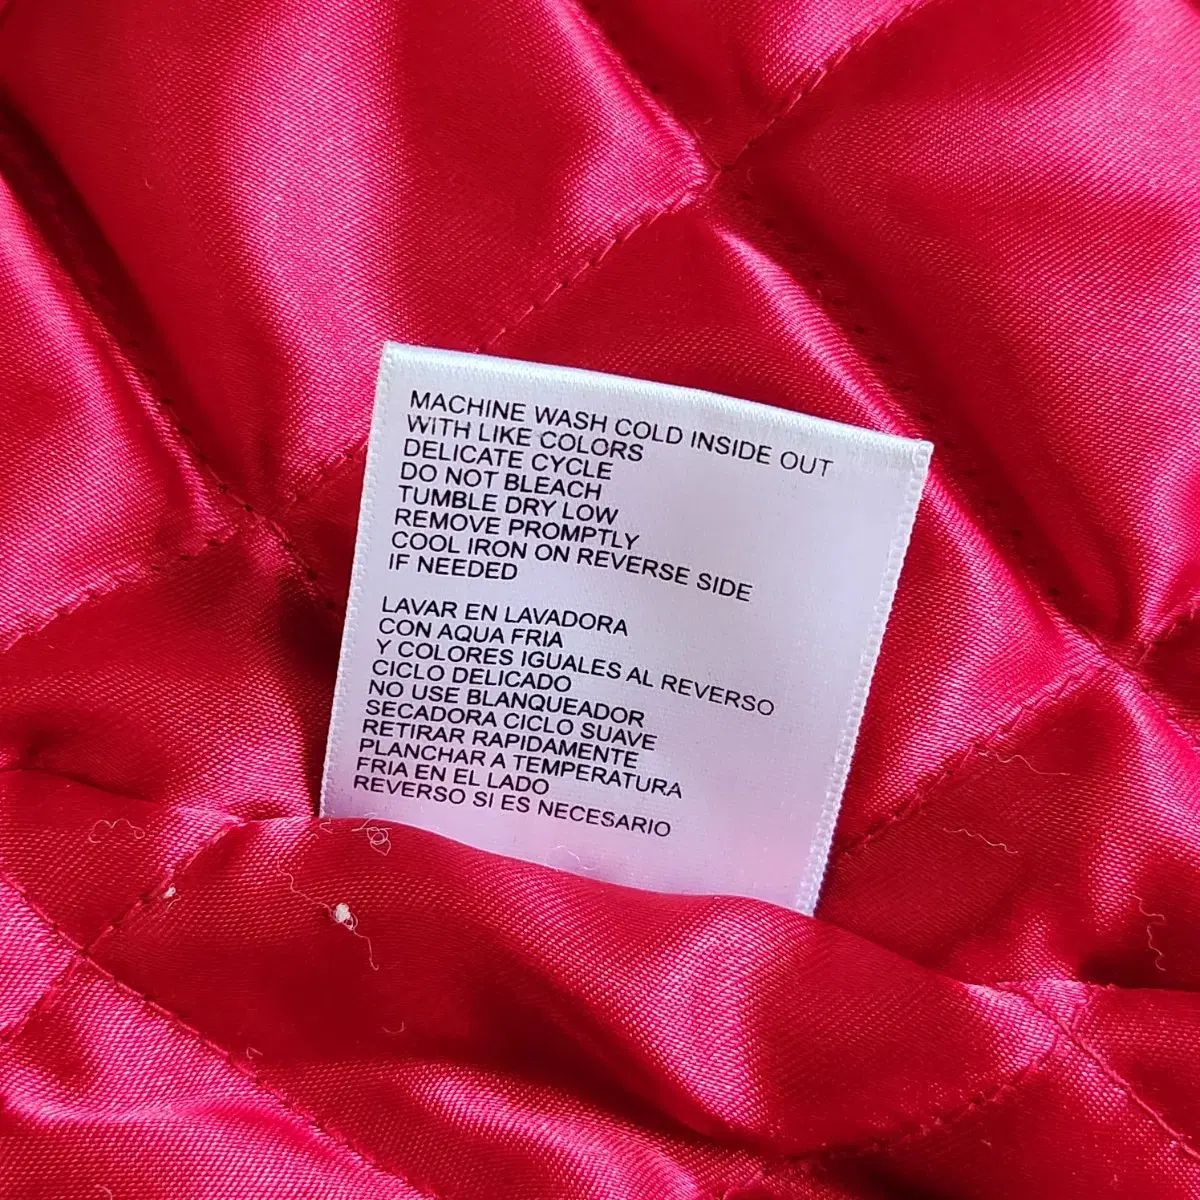 MACHINE WASH COLD INSIDE OUT
WITH LIKE COLORS
DELICATE CYCLE
DO NOT BLEACH
TUMBLE DRY LOW
REMOVE PROMPTLY
COOL IRON ON REVERSE SIDE
IF NEEDED
LAVAR EN LAVADORA
CON AQUA FRIA
Y COLORES IGUALES AL REVERSO
CICLO DELICADO
NO USE BLANQUEADOR
SECADORA CICLO SUAVE
RETIRAR RAPIDAMENTE
PLANCHAR A TEMPERATURA
FRIA EN EL LADO
REVERSO SI ES NECESARIO